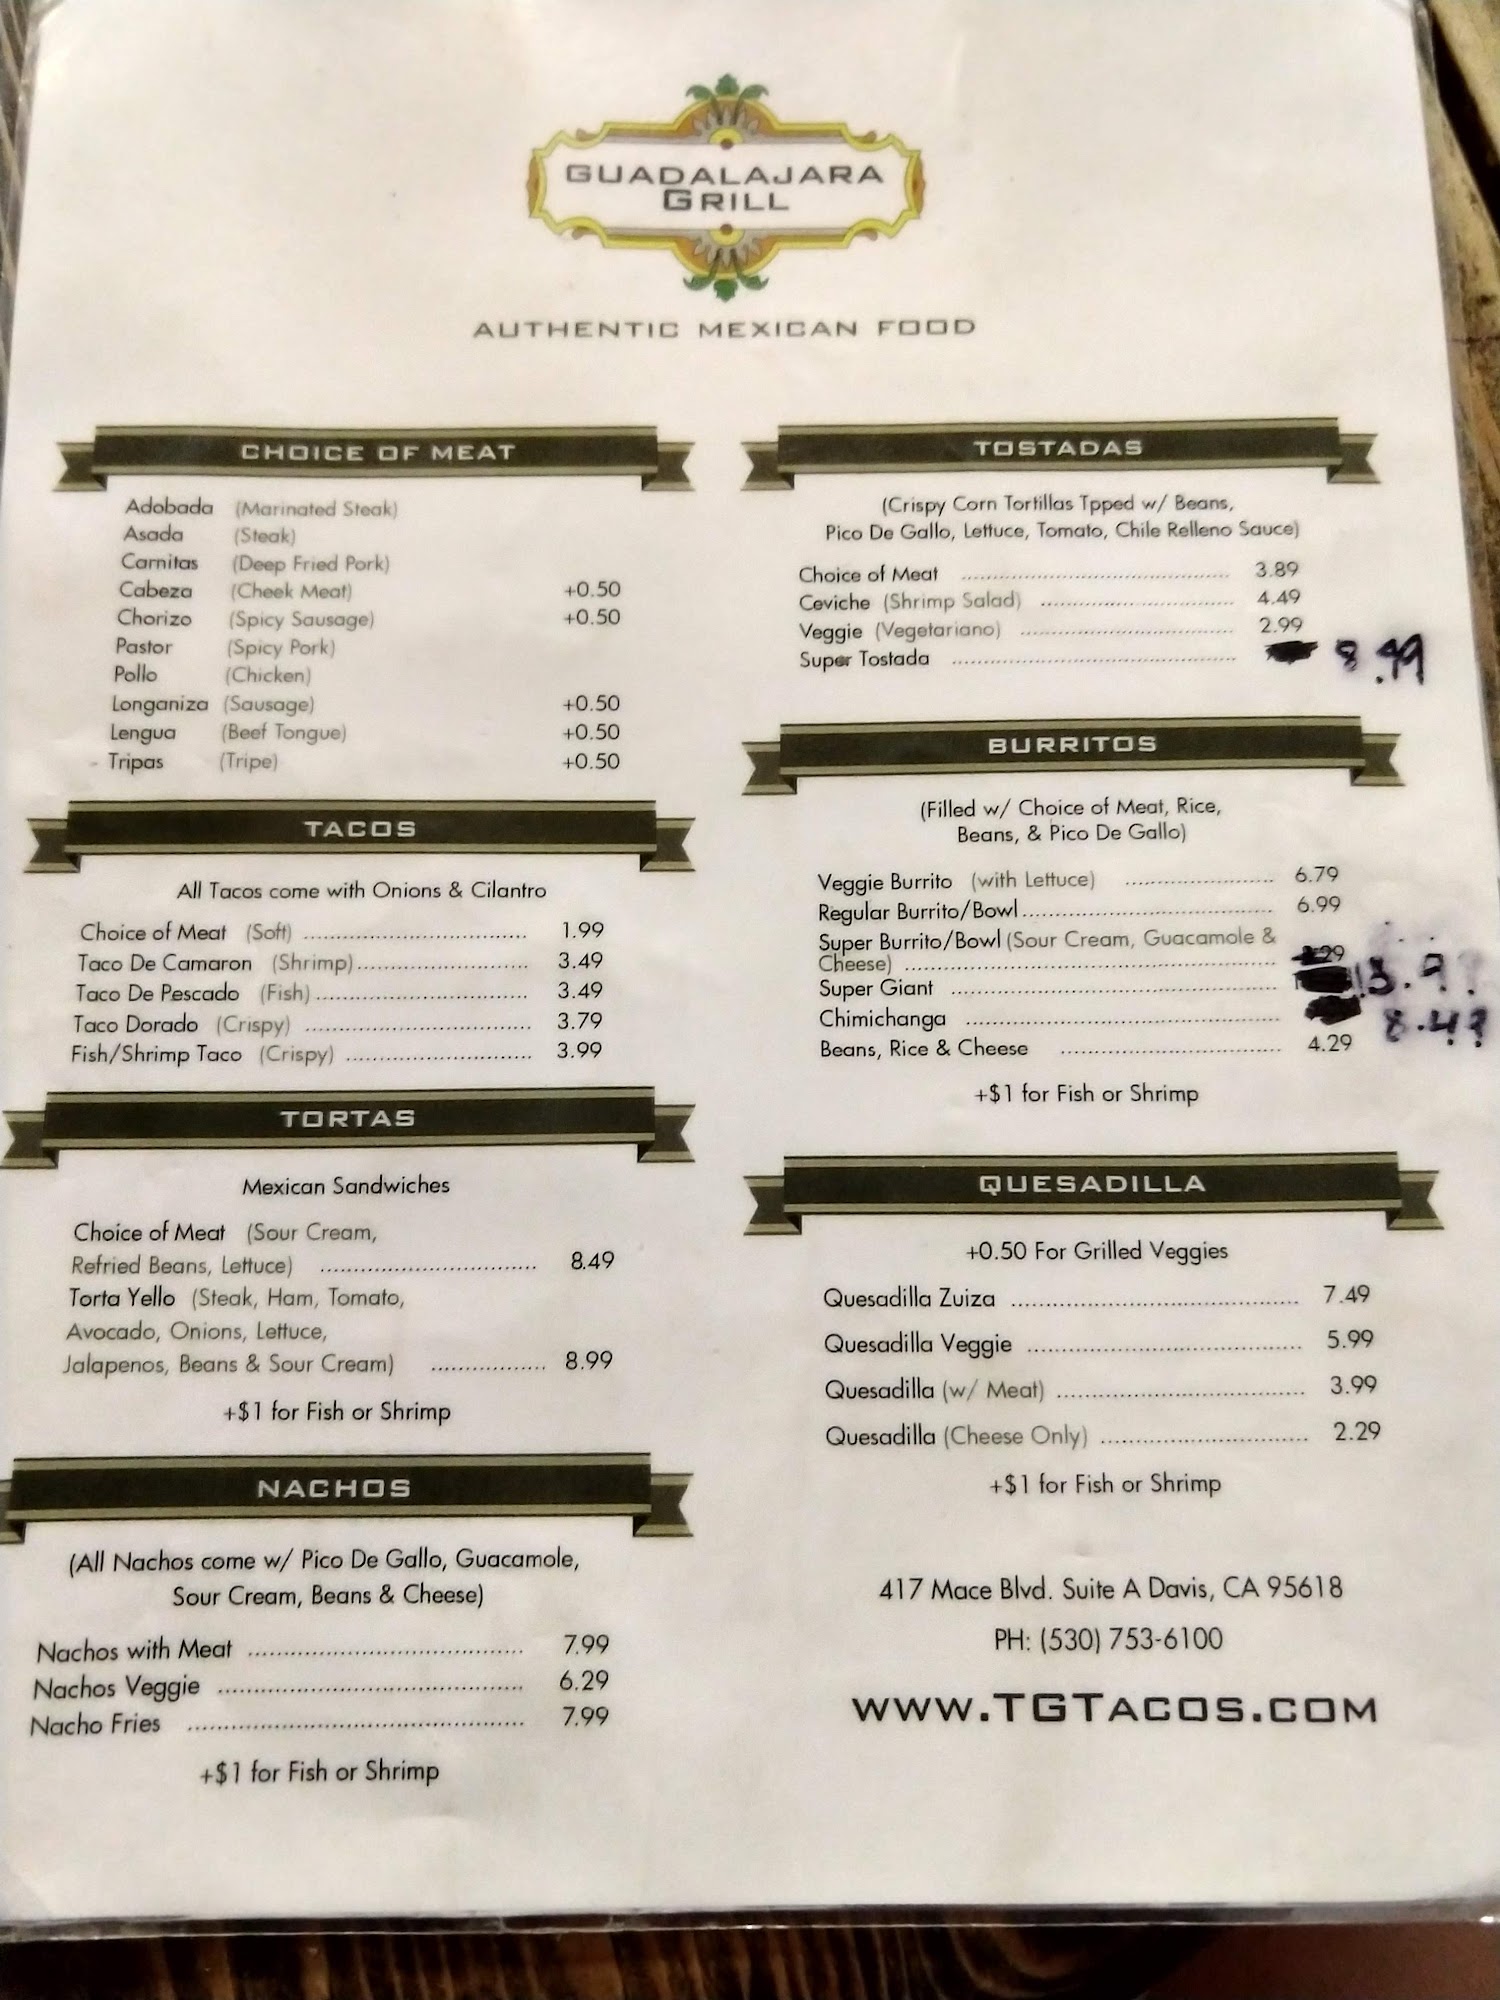 GUADALAJARA
GRILL
AUTHENTIC MEXICAN FOOD
CHOICE OF MEAT
Adobada (Marinated Steak)
Asada (Steak)
Carnitas (Deep Fried Pork)
Cabeza (Cheek Meat) +0.50
Chorizo (Spicy Sausage) +0.50
Pastor (Spicy Pork)
Pollo (Chicken)
Longaniza (Sausage) +0.50
Lengua (Beef Tongue) +0.50
Tripas (Tripe) +0.50
TACOS
All Tacos come with Onions & Cilantro
Choice of Meat (Soft) 1.99
Taco De Camaron (Shrimp) 3.49
Taco De Pescado (Fish) 3.49
Taco Dorado (Crispy) 3.79
Fish/Shrimp Taco (Crispy) 3.99
TORTAS
Mexican Sandwiches
Choice of Meat (Sour Cream,
Refried Beans, Lettuce) 8.49
Torta Yello (Steak, Ham, Tomato,
Avocado, Onions, Lettuce,
Jalapenos, Beans & Sour Cream) 8.99
+$1 for Fish or Shrimp
NACHOS
(All Nachos come w/ Pico De Gallo, Guacamole,
Sour Cream, Beans & Cheese)
Nachos with Meat 7.99
Nachos Veggie 6.29
Nacho Fries 7.99
+$1 for Fish or Shrimp
TOSTADAS
(Crispy Corn Tortillas Tpped w/ Beans,
Pico De Gallo, Lettuce, Tomato, Chile Relleno Sauce)
Choice of Meat 3.89
Ceviche (Shrimp Salad) 4.49
Veggie (Vegetariano) 2.99
Super Tostada 8.49
BURRITOS
(Filled w/ Choice of Meat, Rice,
Beans, & Pico De Gallo)
Veggie Burrito (with Lettuce) 6.79
Regular Burrito/Bowl 6.99
Super Burrito/Bowl (Sour Cream, Guacamole &
Cheese)
Super Giant
Chimichanga 8.49
Beans, Rice & Cheese 4.29
+$1 for Fish or Shrimp
QUESADILLA
+0.50 For Grilled Veggies
Quesadilla Zuiza 7.49
Quesadilla Veggie 5.99
Quesadilla (w/ Meat) 3.99
Quesadilla (Cheese Only) 2.29
+$1 for Fish or Shrimp
417 Mace Blvd. Suite A Davis, CA 95618
PH: (530) 753-6100
WWW.TGTACOS.COM